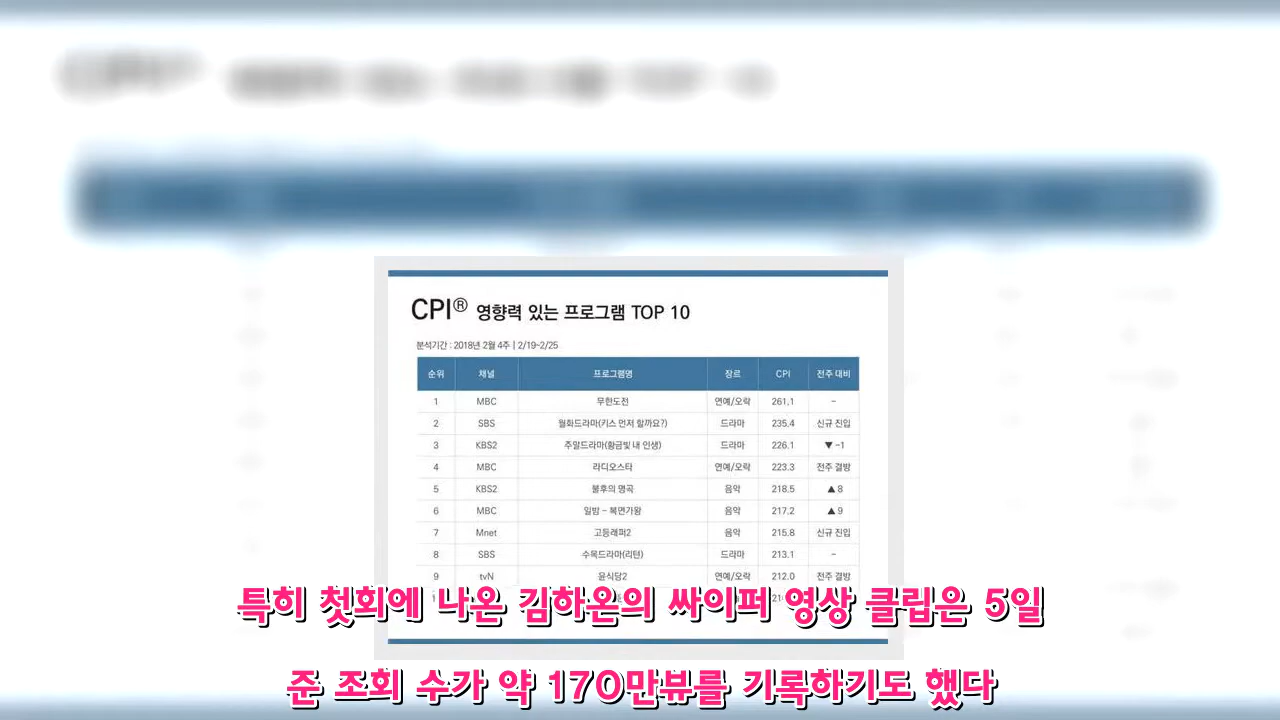 CPI® 영향력 있는 프로그램 TOP 10
분석기간 : 2018년 2월 4주 | 2/19~2/25
순위 채널 프로그램명 장르 CPI 전주 대비
1 MBC 무한도전 연예/오락 261.1 -
2 SBS 월화드라마(키스 먼저 할까요?) 드라마 235.4 신규 진입
3 KBS2 주말드라마(황금빛 내 인생) 드라마 226.1 ▼ -1
4 MBC 라디오스타 연예/오락 223.3 전주 결방
5 KBS2 불후의 명곡 음악 218.5 ▲ 8
6 MBC 일밤 - 복면가왕 음악 217.2 ▲ 9
7 Mnet 고등래퍼2 음악 215.8 신규 진입
8 SBS 수목드라마(리턴) 드라마 213.1 -
9 tvN 윤식당2 연예/오락 212.0 전주 결방
특히 첫회에 나온 김하온의 싸이퍼 영상 클립은 5일
준 조회 수가 약 170만뷰를 기록하기도 했다